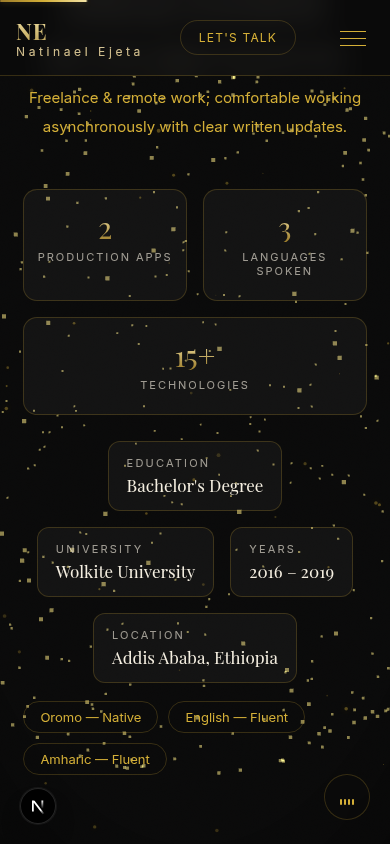 NE
Natinael Ejeta
LET'S TALK
Freelance & remote work; comfortable working
asynchronously with clear written updates.
2
PRODUCTION APPS
3
LANGUAGES
SPOKEN
15+
TECHNOLOGIES
EDUCATION
Bachelor's Degree
UNIVERSITY
Wolkite University
YEARS
2016 – 2019
LOCATION
Addis Ababa, Ethiopia
Oromo — Native
English — Fluent
Amharic — Fluent
N